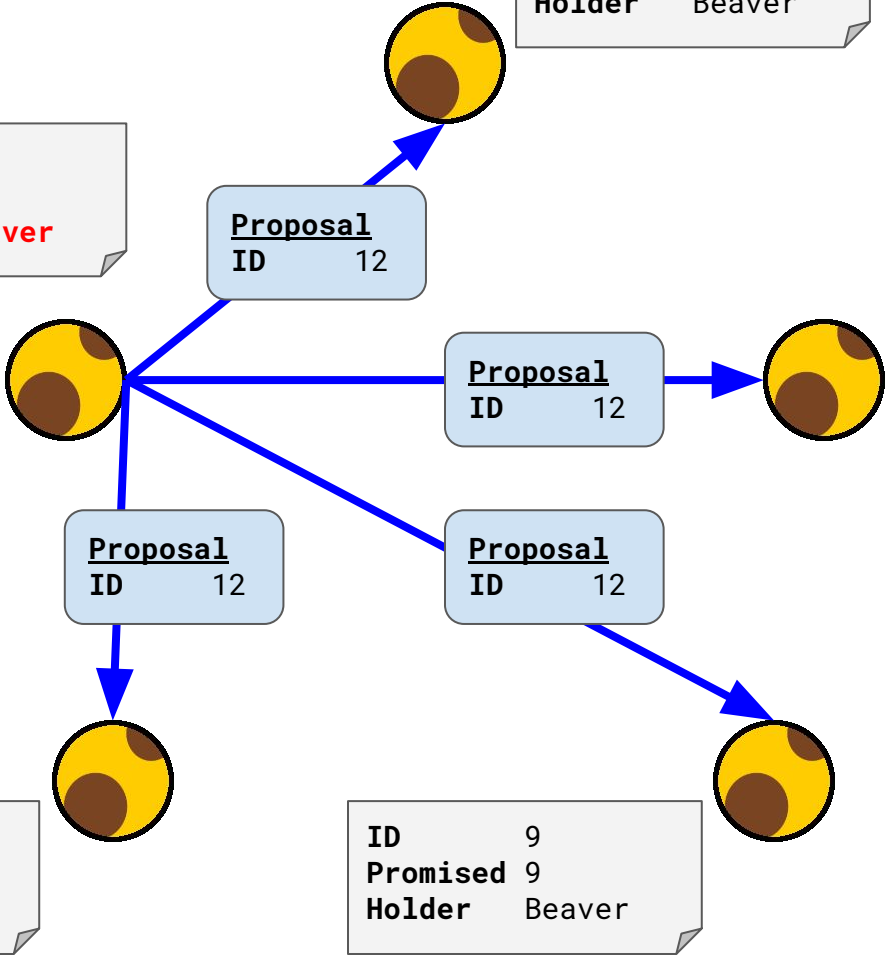 Holder Beaver
ver
Proposal
ID 12
Proposal
ID 12
Proposal
ID 12
Proposal
ID 12
ID 9
Promised 9
Holder Beaver